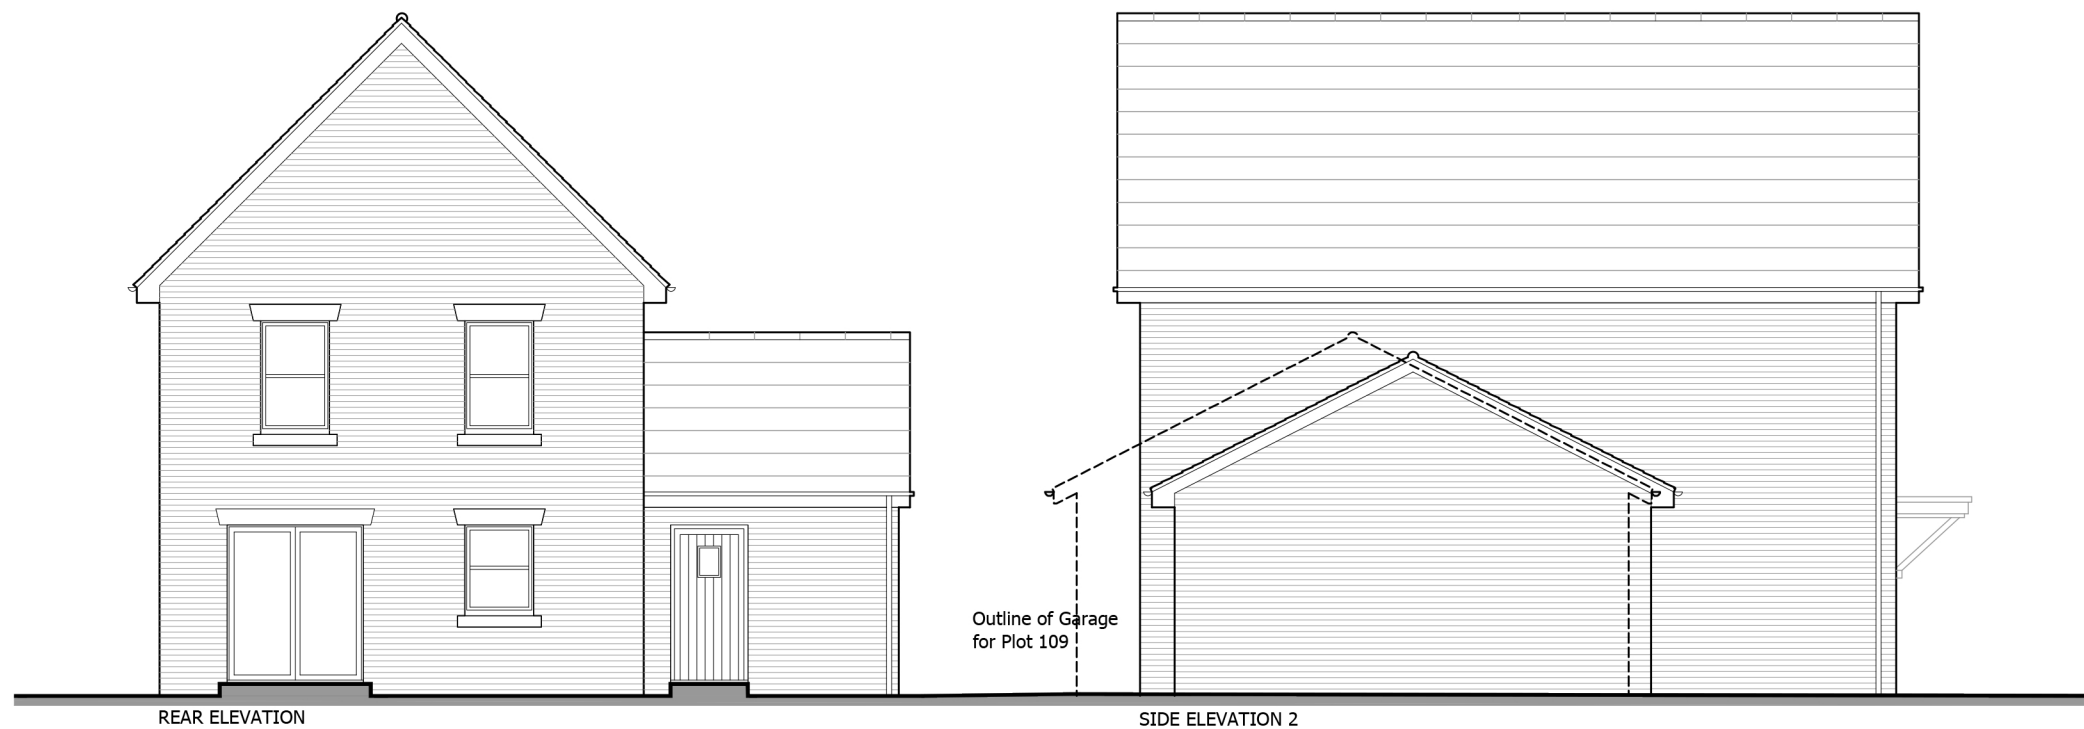 Outline of Garage
for Plot 109
REAR ELEVATION
SIDE ELEVATION 2